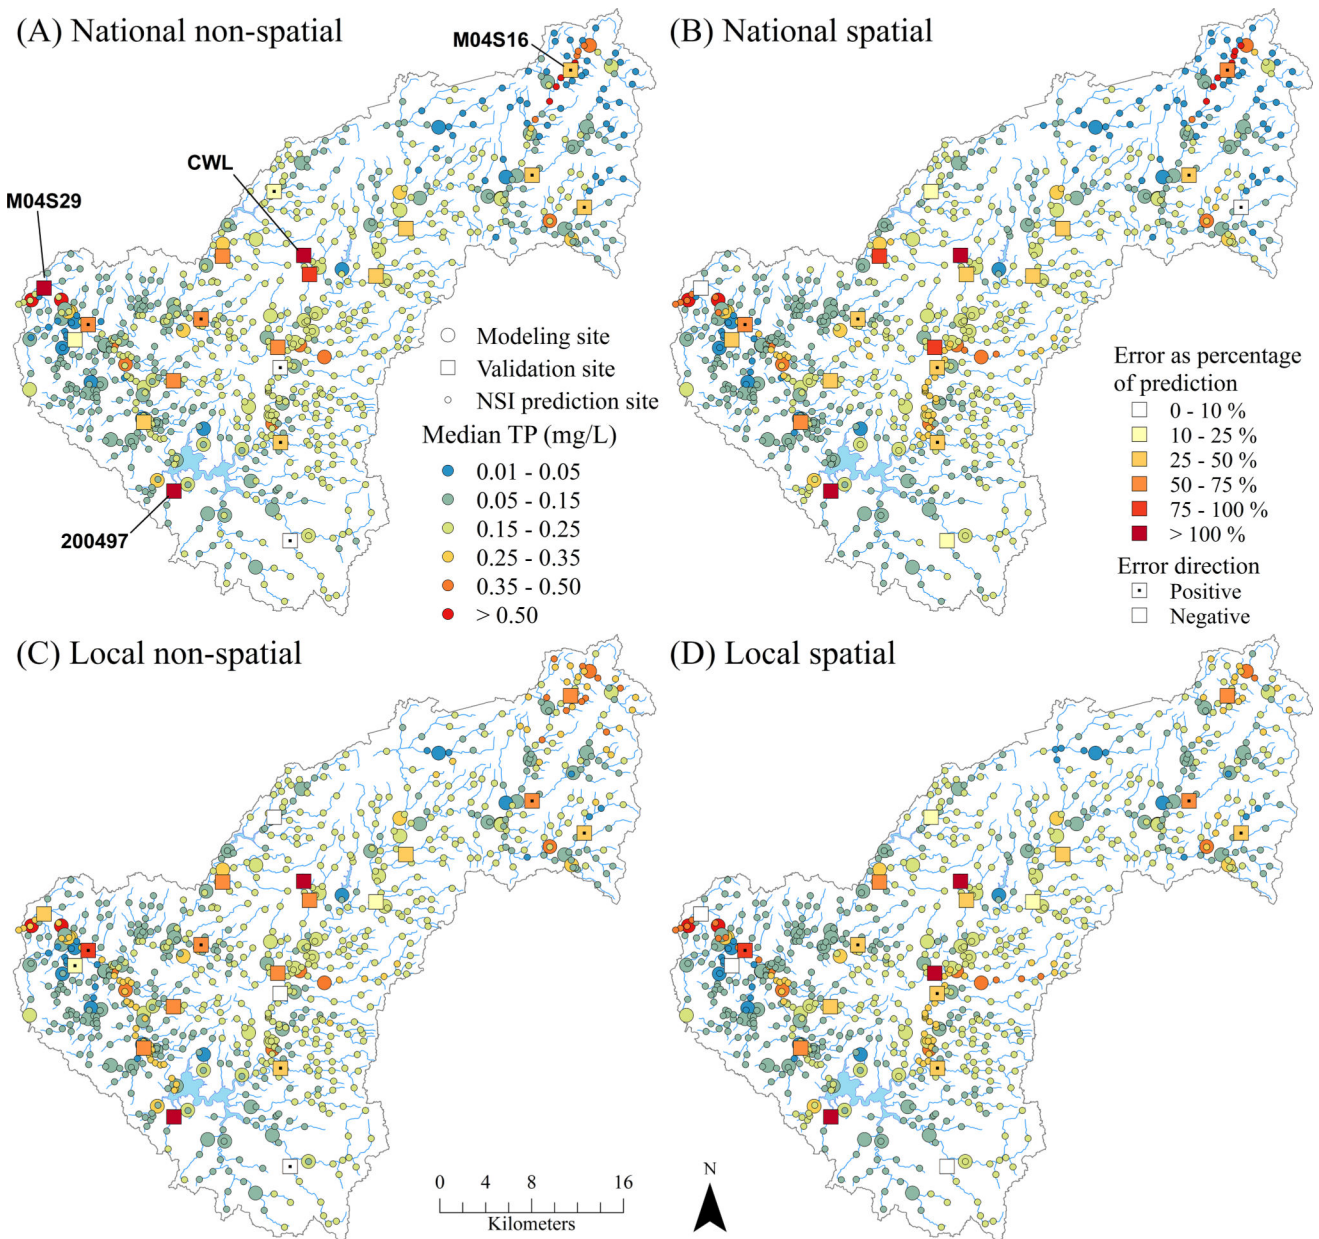 (A) National non-spatial
M04S16
CWL
M04S29
200497
Modeling site
Validation site
NSI prediction site
Median TP (mg/L)
0.01 - 0.05
0.05 - 0.15
0.15 - 0.25
0.25 - 0.35
0.35 - 0.50
> 0.50
(B) National spatial
Error as percentage
of prediction
0 - 10 %
10 - 25 %
25 - 50 %
50 - 75 %
75 - 100 %
> 100 %
Error direction
Positive
Negative
(C) Local non-spatial
0 4 8 16
Kilometers
N
(D) Local spatial